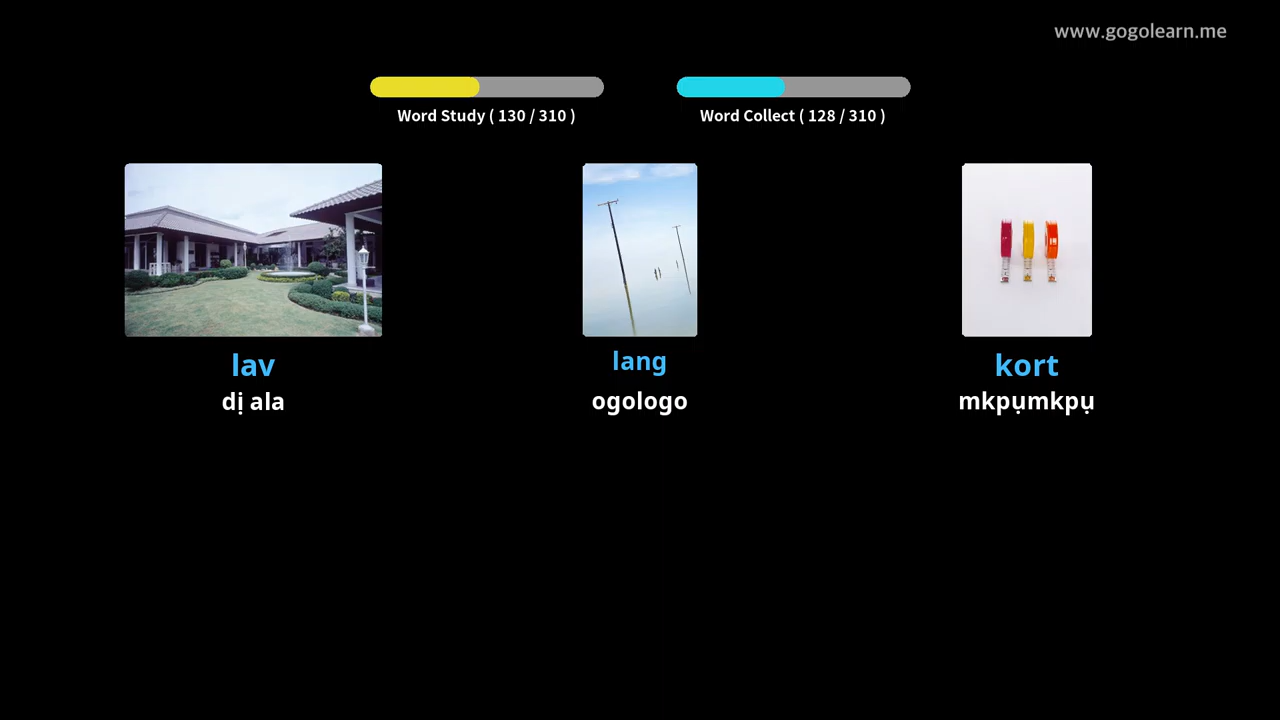 www.gogolearn.me
Word Study ( 130 / 310 )
Word Collect ( 128 / 310 )
lav
dị ala
lang
ogologo
kort
mkpụmkpụ